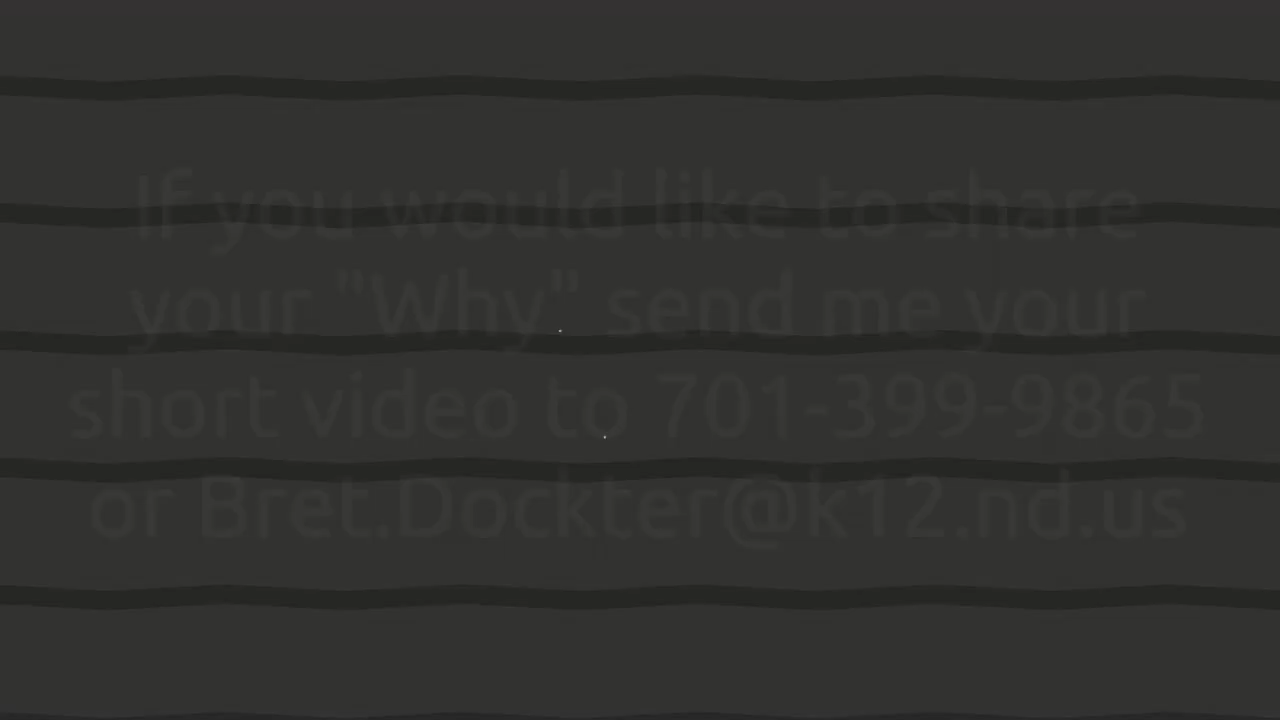 If you would like to share
your "Why" send me your
short video to 701-399-9865
or Bret.Dockter@k12.nd.us